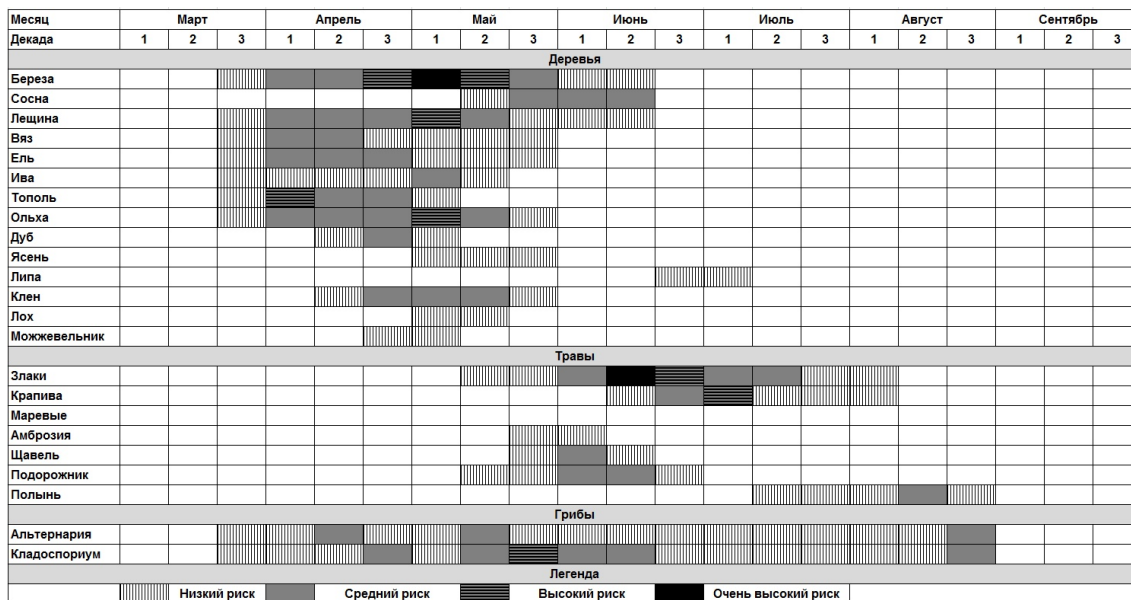 Месяц Март Апрель Май Июнь Июль Август Сентябрь
Декада 1 2 3 1 2 3 1 2 3 1 2 3 1 2 3 1 2 3 1 2 3
Деревья
Береза
Сосна
Лещина
Вяз
Ель
Ива
Тополь
Ольха
Дуб
Ясень
Липа
Клен
Лох
Можжевельник
Травы
Злаки
Крапива
Маревые
Амброзия
Щавель
Подорожник
Полынь
Грибы
Альтернария
Кладоспориум
Легенда
Низкий риск Средний риск Высокий риск Очень высокий риск